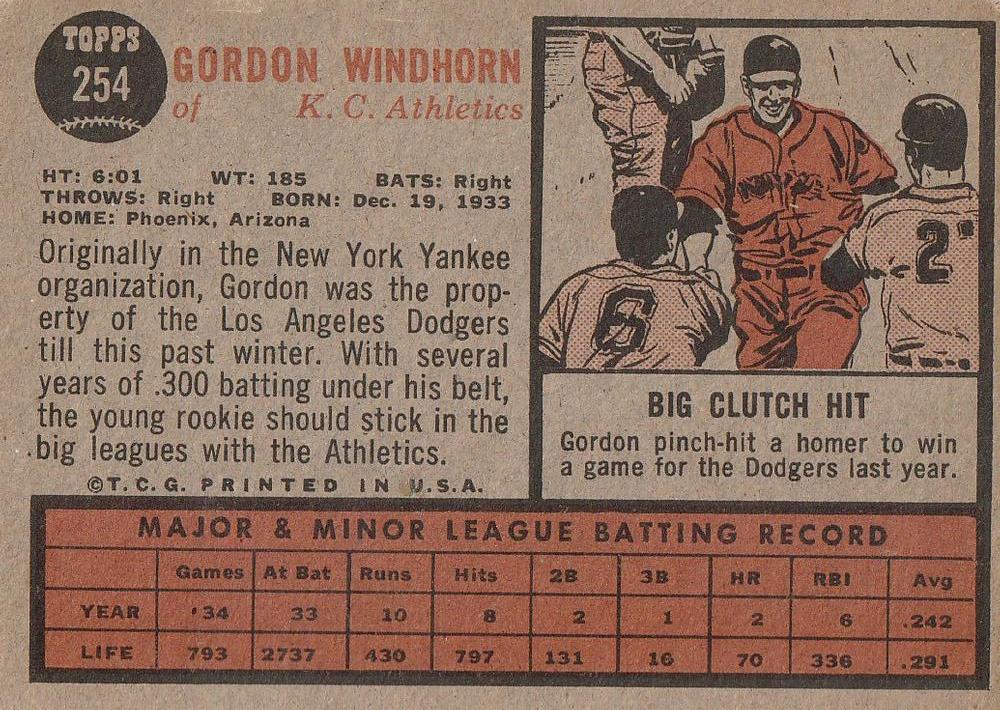 TOPPS
254
GORDON WINDHORN
of K. C. Athletics
HT: 6:01 WT: 185 BATS: Right
THROWS: Right BORN: Dec. 19, 1933
HOME: Phoenix, Arizona
Originally in the New York Yankee
organization, Gordon was the prop-
erty of the Los Angeles Dodgers
till this past winter. With several
years of .300 batting under his belt,
the young rookie should stick in the
big leagues with the Athletics.
©T.C.G. PRINTED IN U.S.A.
6
2
BIG CLUTCH HIT
Gordon pinch-hit a homer to win
a game for the Dodgers last year.
MAJOR & MINOR LEAGUE BATTING RECORD
Games At Bat Runs Hits 2B 3B HR RBI Avg
YEAR 34 33 10 8 2 1 2 6 .242
LIFE 793 2737 430 797 131 16 70 336 .291